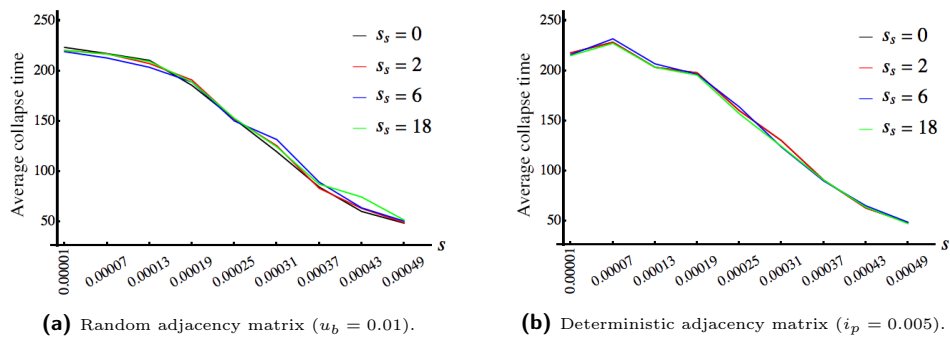 250
200
150
100
50
Average collapse time
s_s = 0
s_s = 2
s_s = 6
s_s = 18
s
0.00001
0.00007
0.00013
0.00019
0.00025
0.00031
0.00037
0.00043
0.00049
(a) Random adjacency matrix (u_b = 0.01).
250
200
150
100
50
Average collapse time
s_s = 0
s_s = 2
s_s = 6
s_s = 18
s
0.00001
0.00007
0.00013
0.00019
0.00025
0.00031
0.00037
0.00043
0.00049
(b) Deterministic adjacency matrix (i_p = 0.005).